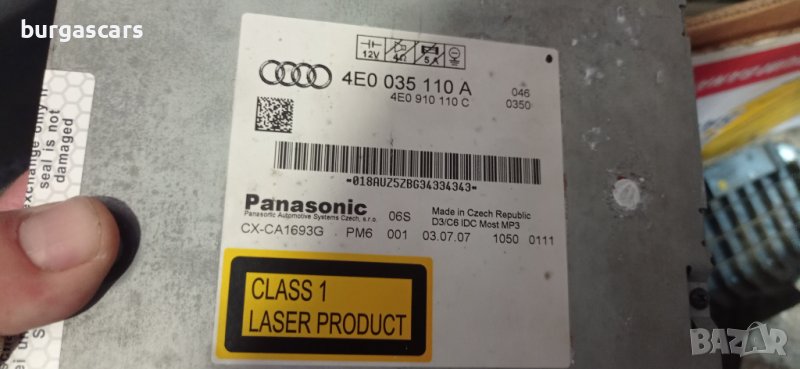 burgascars
12V 4Ω 5A
4E0 035 110 A
046
4E0 910 110 C
0350
-018AUZ5ZBG34334343-
Panasonic
06S
Made in Czech Republic
Panasonic Automotive Systems Czech, s.r.o.
D3/C6 IDC Most MP3
CX-CA1693G PM6 001 03.07.07 1050 0111
CLASS 1
LASER PRODUCT
exchange only if
seal is not
damaged
BAZAR